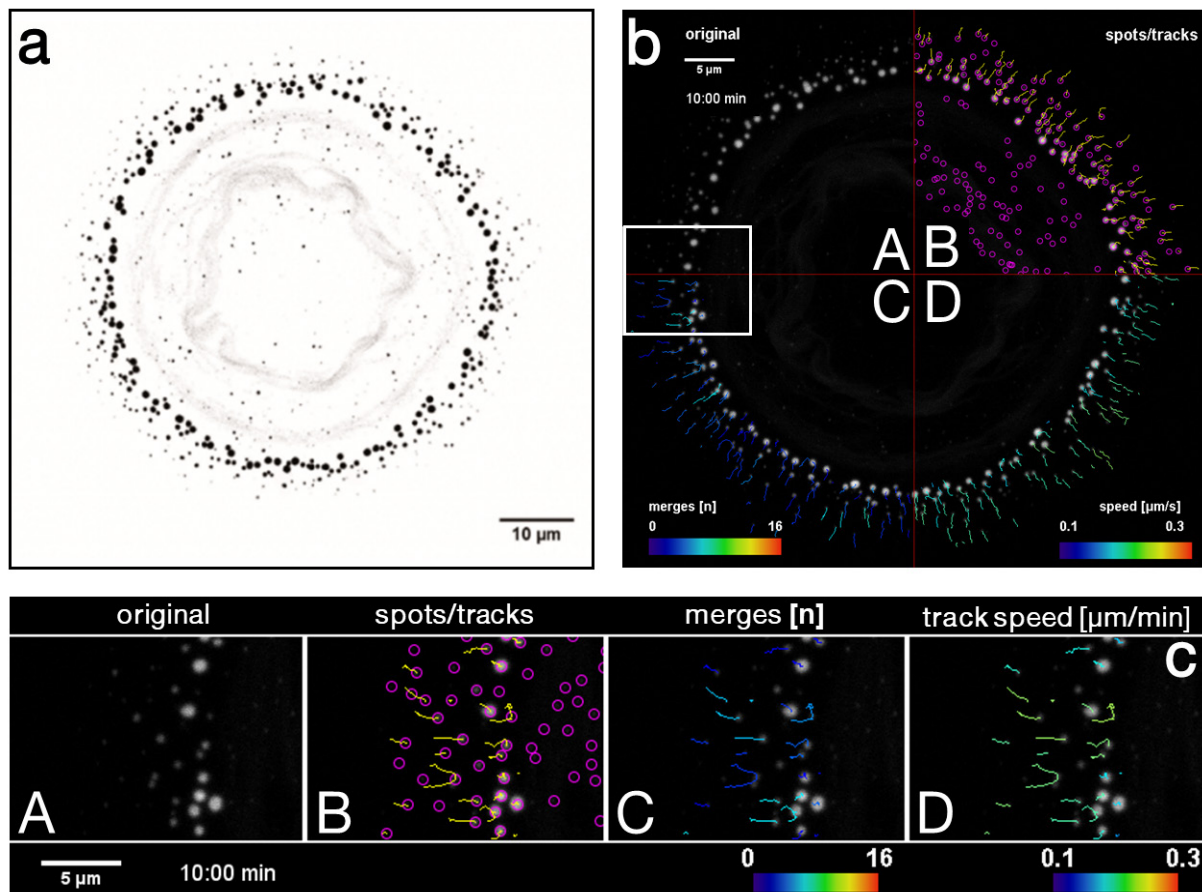 a
10 µm
b
original
spots/tracks
5 µm
10:00 min
A B
C D
merges [n]
speed [µm/s]
0 16
0.1 0.3
original
spots/tracks
merges [n]
track speed [µm/min]
c
A
B
C
D
5 µm
10:00 min
0 16
0.1 0.3